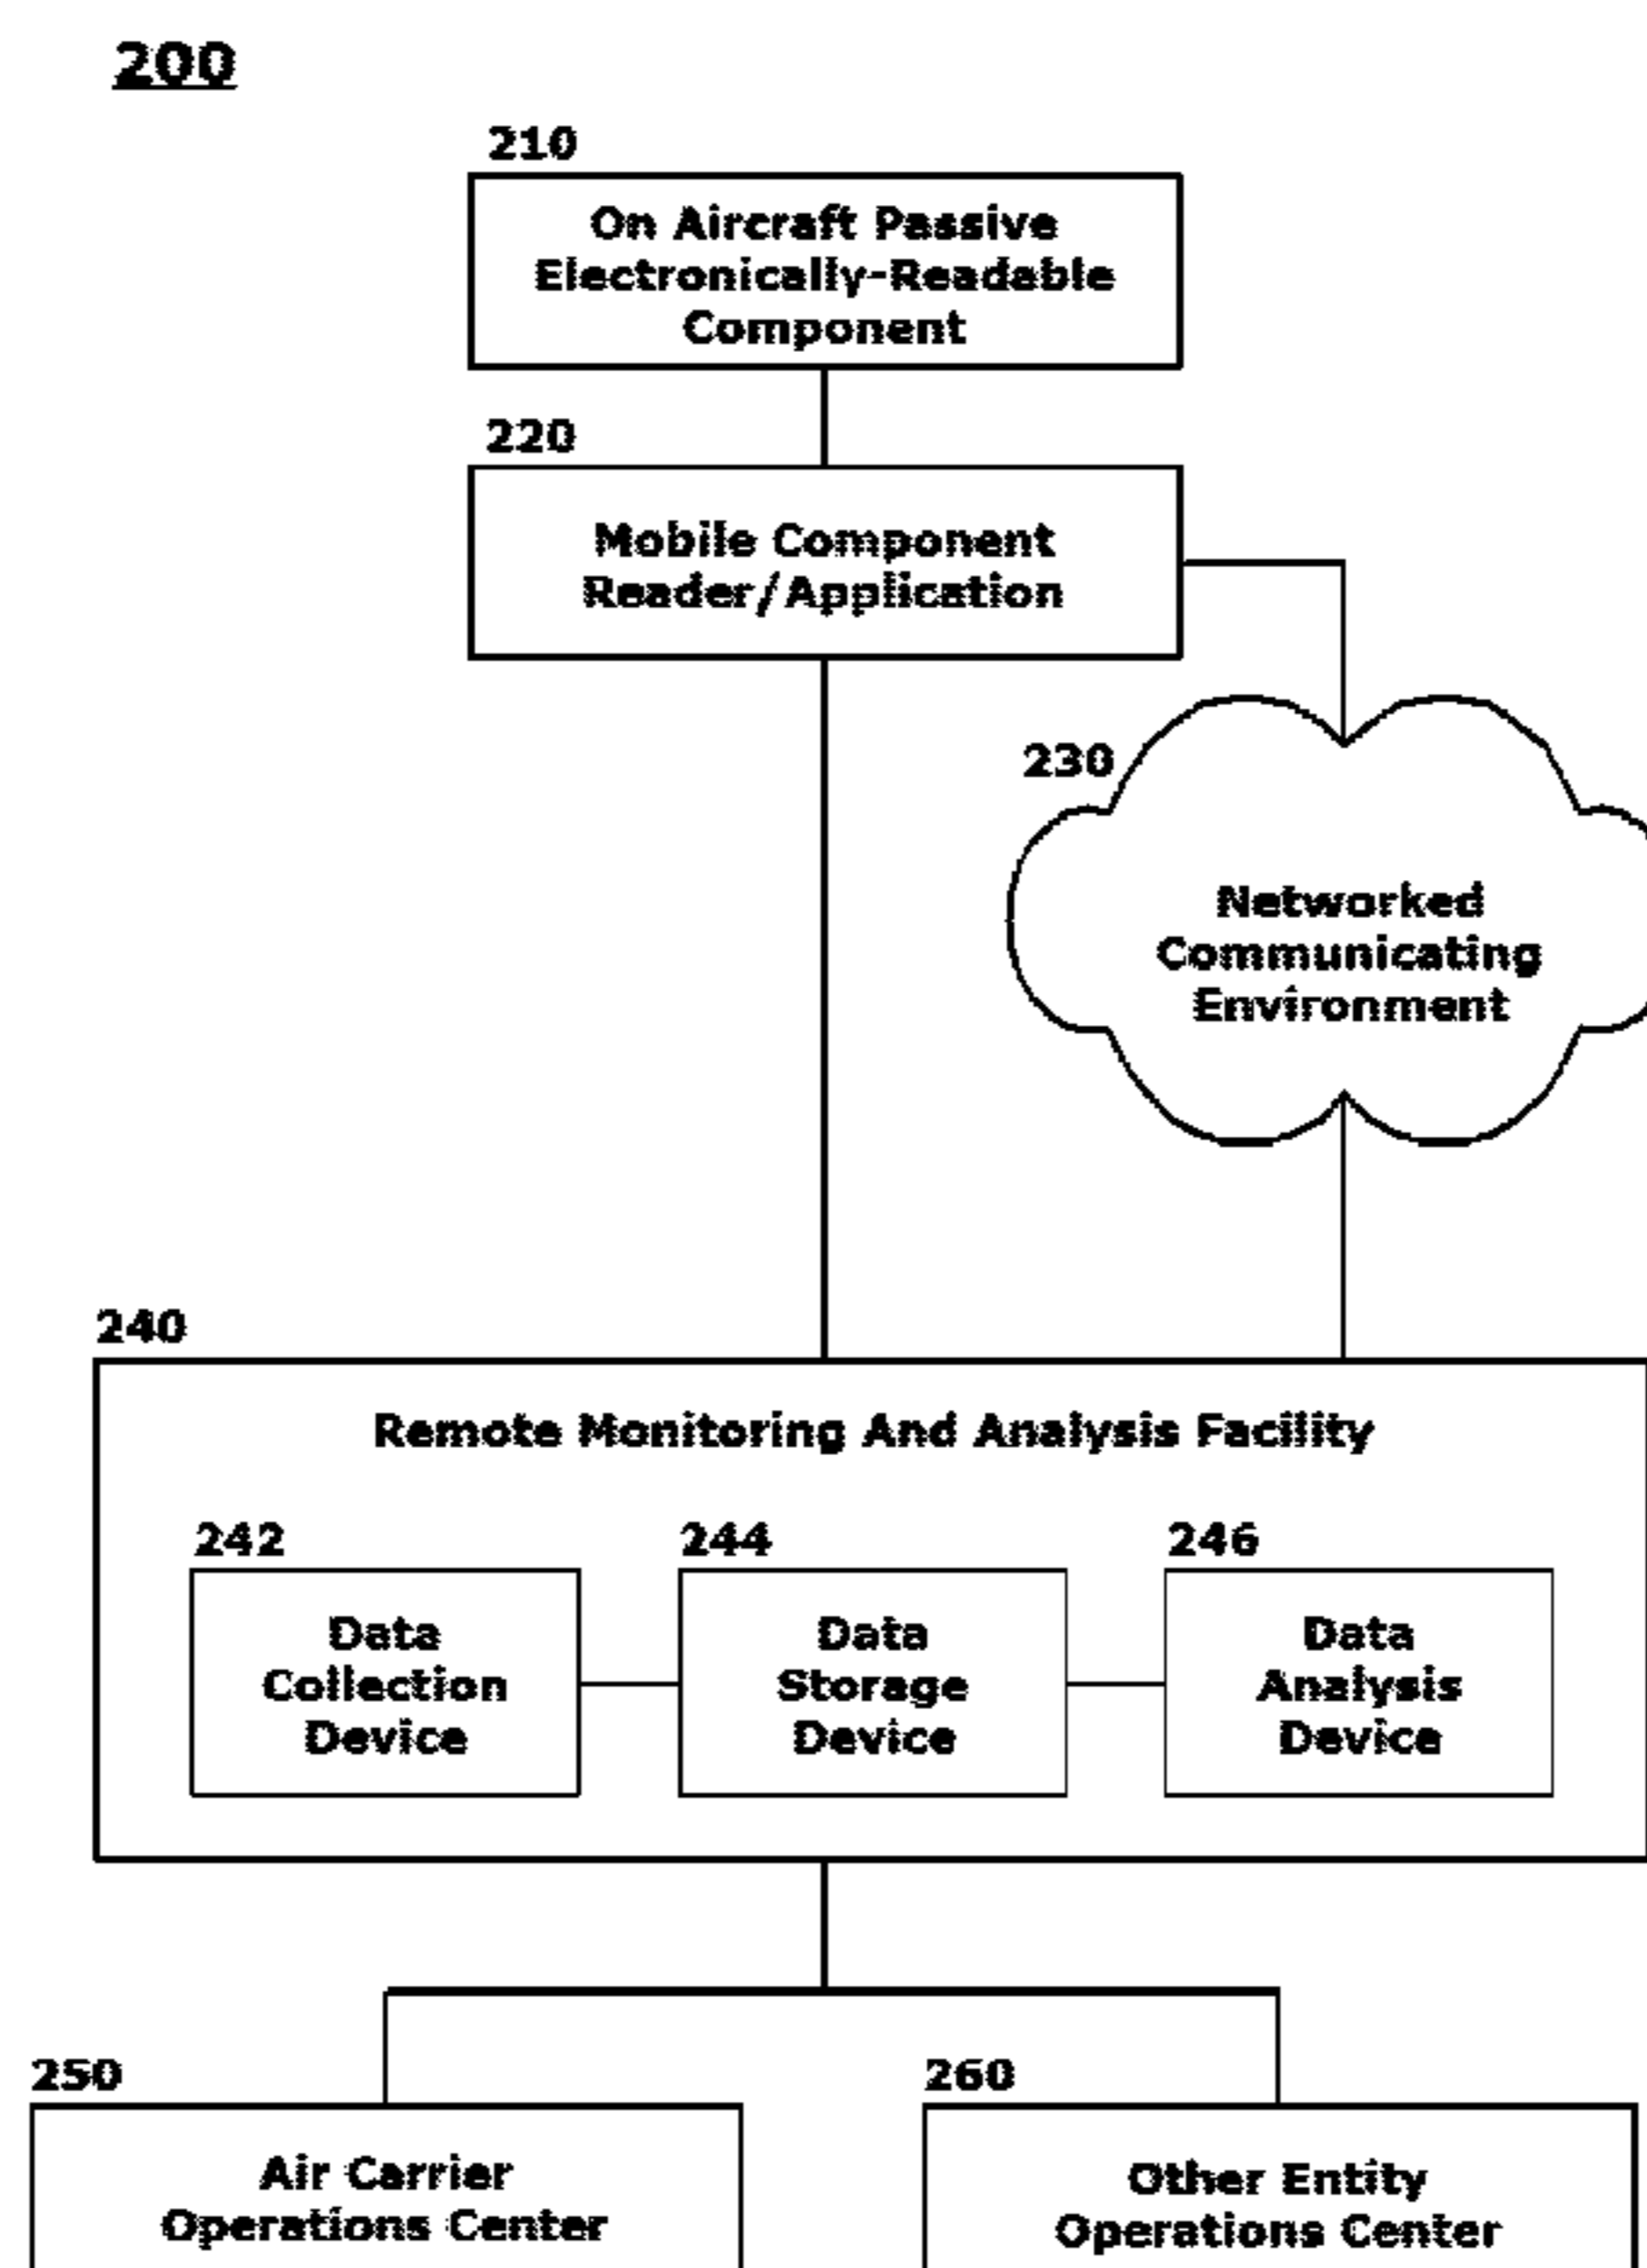 200
210
On Aircraft Passive
Electronically-Readable
Component
220
Mobile Component
Reader/Application
230
Networked
Communicating
Environment
240
Remote Monitoring And Analysis Facility
242
Data
Collection
Device
244
Data
Storage
Device
246
Data
Analysis
Device
250
Air Carrier
Operations Center
260
Other Entity
Operations Center